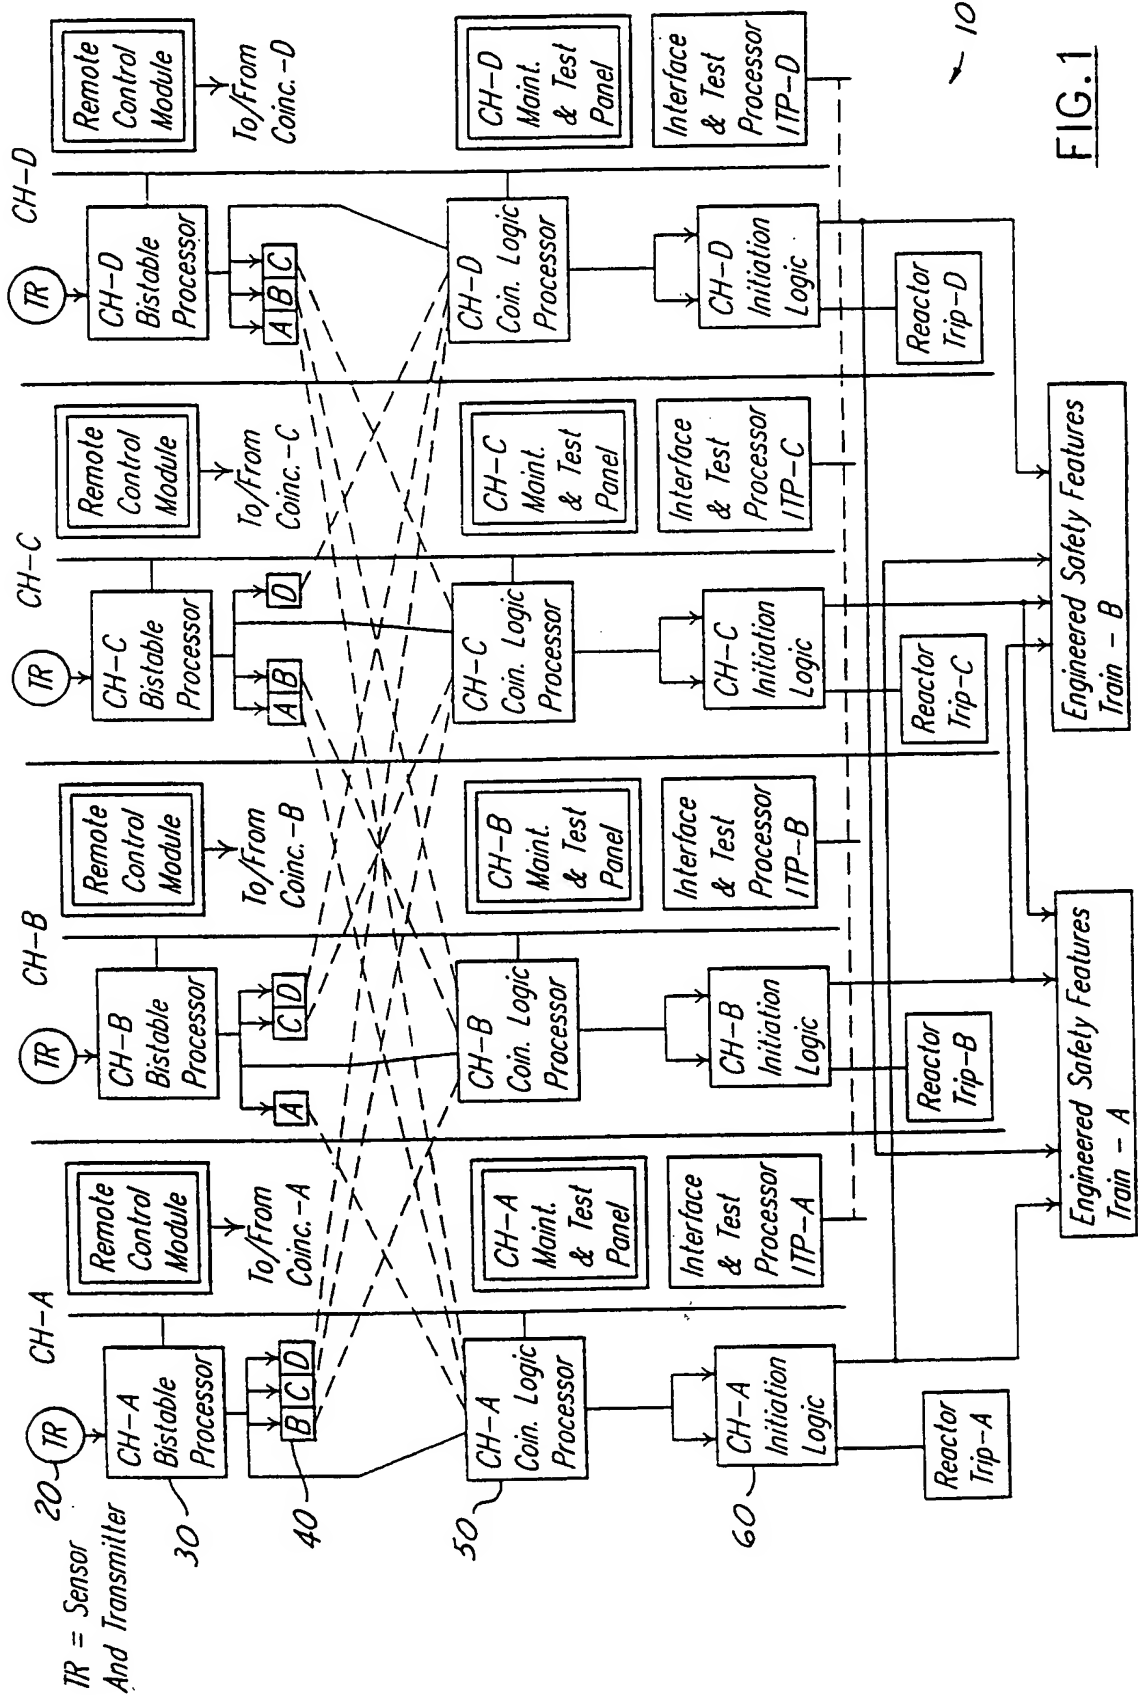 TR = Sensor
And Transmitter
20
TR
CH-A
CH-A
Bistable
Processor
30
B
C
D
40
Remote
Control
Module
To/From
Coinc.-A
CH-A
Coin. Logic
Processor
50
CH-A
Maint.
& Test
Panel
CH-A
Initiation
Logic
60
Interface
& Test
Processor
ITP-A
Reactor
Trip-A
TR
CH-B
CH-B
Bistable
Processor
A
C
D
Remote
Control
Module
To/From
Coinc.-B
CH-B
Coin. Logic
Processor
CH-B
Maint.
& Test
Panel
CH-B
Initiation
Logic
Interface
& Test
Processor
ITP-B
Reactor
Trip-B
TR
CH-C
CH-C
Bistable
Processor
A
B
D
Remote
Control
Module
To/From
Coinc.-C
CH-C
Coin. Logic
Processor
CH-C
Maint.
& Test
Panel
CH-C
Initiation
Logic
Interface
& Test
Processor
ITP-C
Reactor
Trip-C
TR
CH-D
CH-D
Bistable
Processor
A
B
C
Remote
Control
Module
To/From
Coinc.-D
CH-D
Coin. Logic
Processor
CH-D
Maint.
& Test
Panel
CH-D
Initiation
Logic
Interface
& Test
Processor
ITP-D
Reactor
Trip-D
Engineered Safety Features
Train - A
Engineered Safety Features
Train - B
10
FIG.1